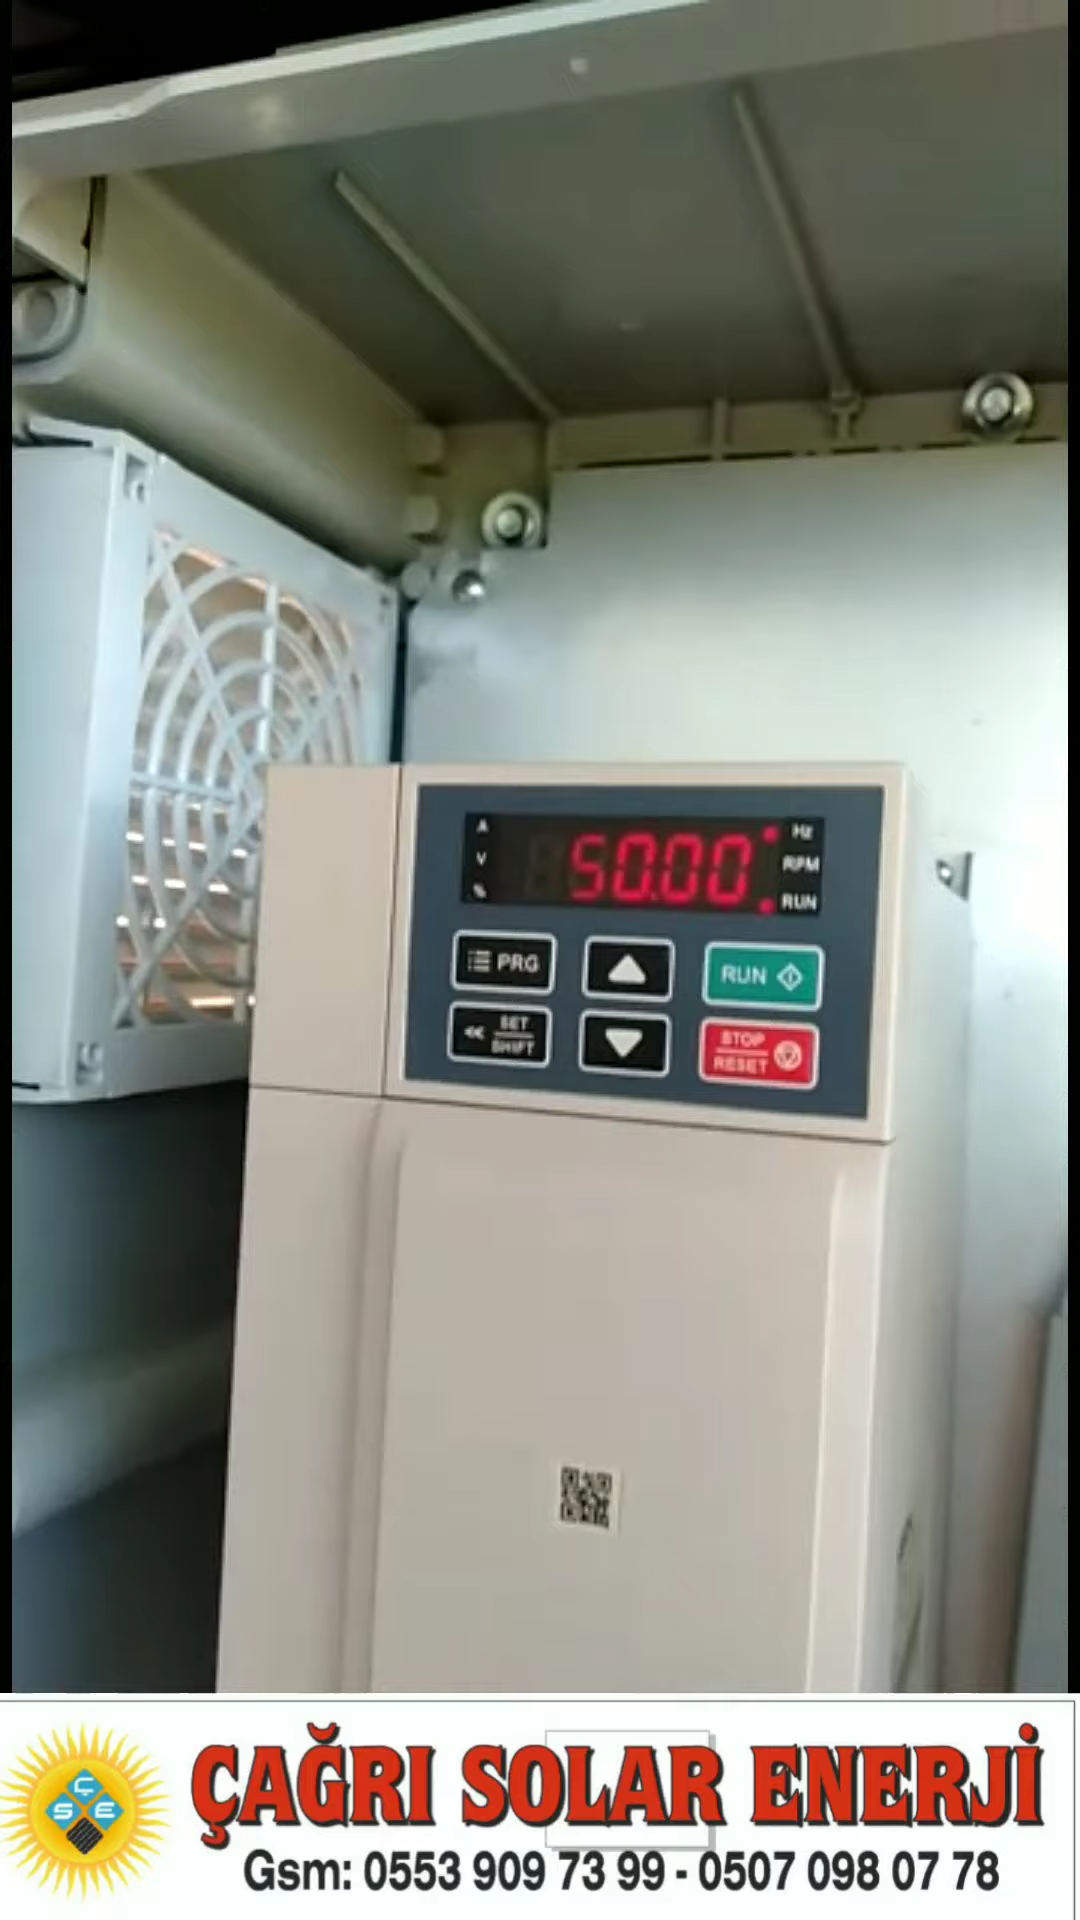 A
V
%
50.00
Hz
RPM
RUN
PRG
RUN
SET
SHIFT
STOP
RESET
ÇAĞRI SOLAR ENERJİ
Ç
S E
Gsm: 0553 909 73 99 - 0507 098 07 78